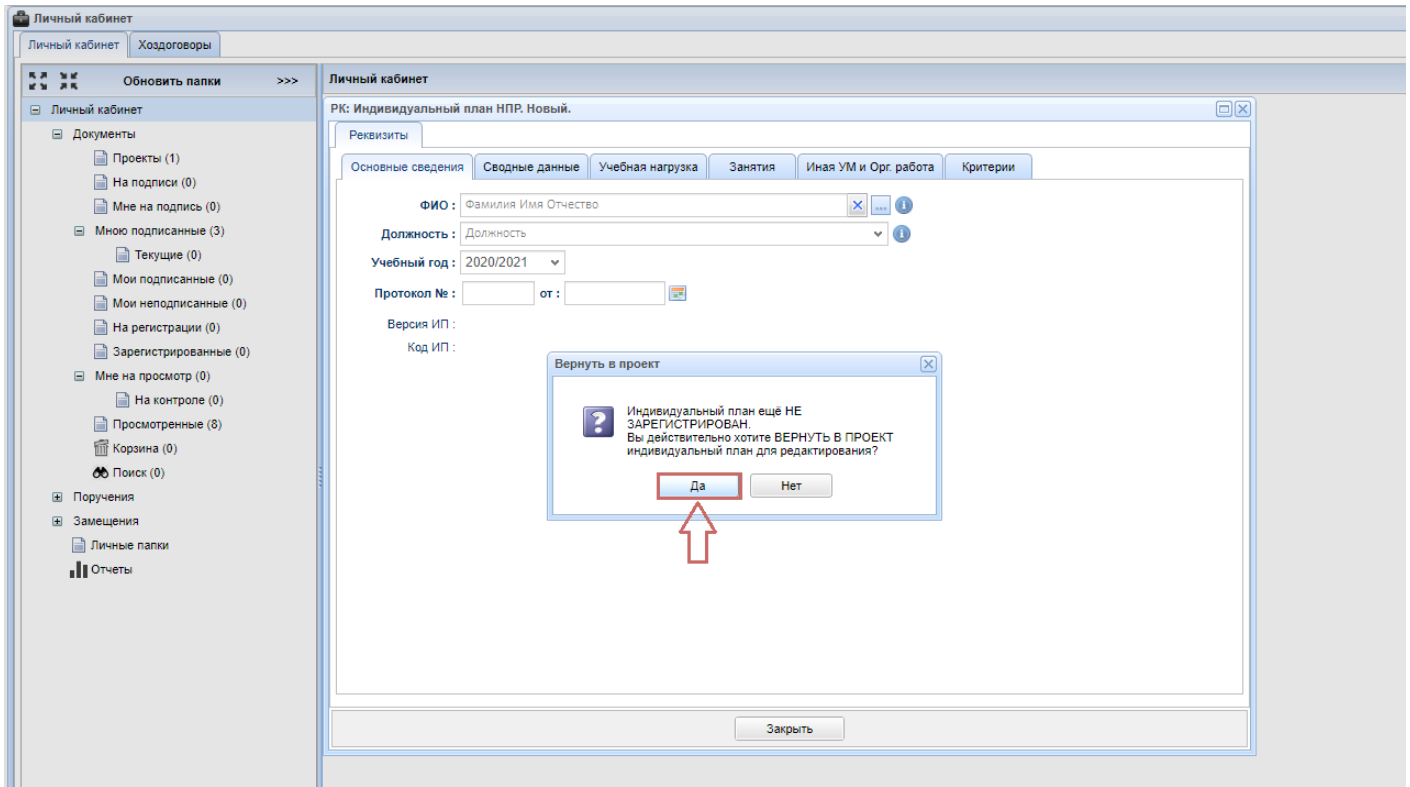 Личный кабинет
Личный кабинет Хоздоговоры
Обновить папки >>>
Личный кабинет
Документы
Проекты (1)
На подписи (0)
Мне на подпись (0)
Мною подписанные (3)
Текущие (0)
Мои подписанные (0)
Мои неподписанные (0)
На регистрации (0)
Зарегистрированные (0)
Мне на просмотр (0)
На контроле (0)
Просмотренные (8)
Корзина (0)
Поиск (0)
Поручения
Замещения
Личные папки
Отчеты
Личный кабинет
РК: Индивидуальный план НПР. Новый.
Реквизиты
Основные сведения Сводные данные Учебная нагрузка Занятия Иная УМ и Орг. работа Критерии
ФИО : Фамилия Имя Отчество ...
Должность : Должность
Учебный год : 2020/2021
Протокол № : от :
Версия ИП :
Код ИП :
Вернуть в проект
Индивидуальный план ещё НЕ
ЗАРЕГИСТРИРОВАН.
Вы действительно хотите ВЕРНУТЬ В ПРОЕКТ
индивидуальный план для редактирования?
Да Нет
Закрыть